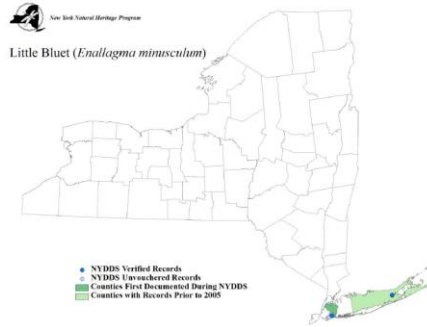 New York Natural Heritage Program
Little Bluet (Enallagma minusculum)
NYDDS Verified Records
NYDDS Unvouchered Records
Counties First Documented During NYDDS
Counties with Records Prior to 2005